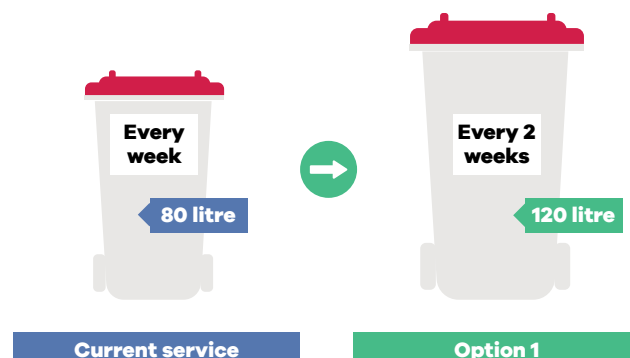 Every
week
80 litre
Current service
Every 2
weeks
120 litre
Option 1